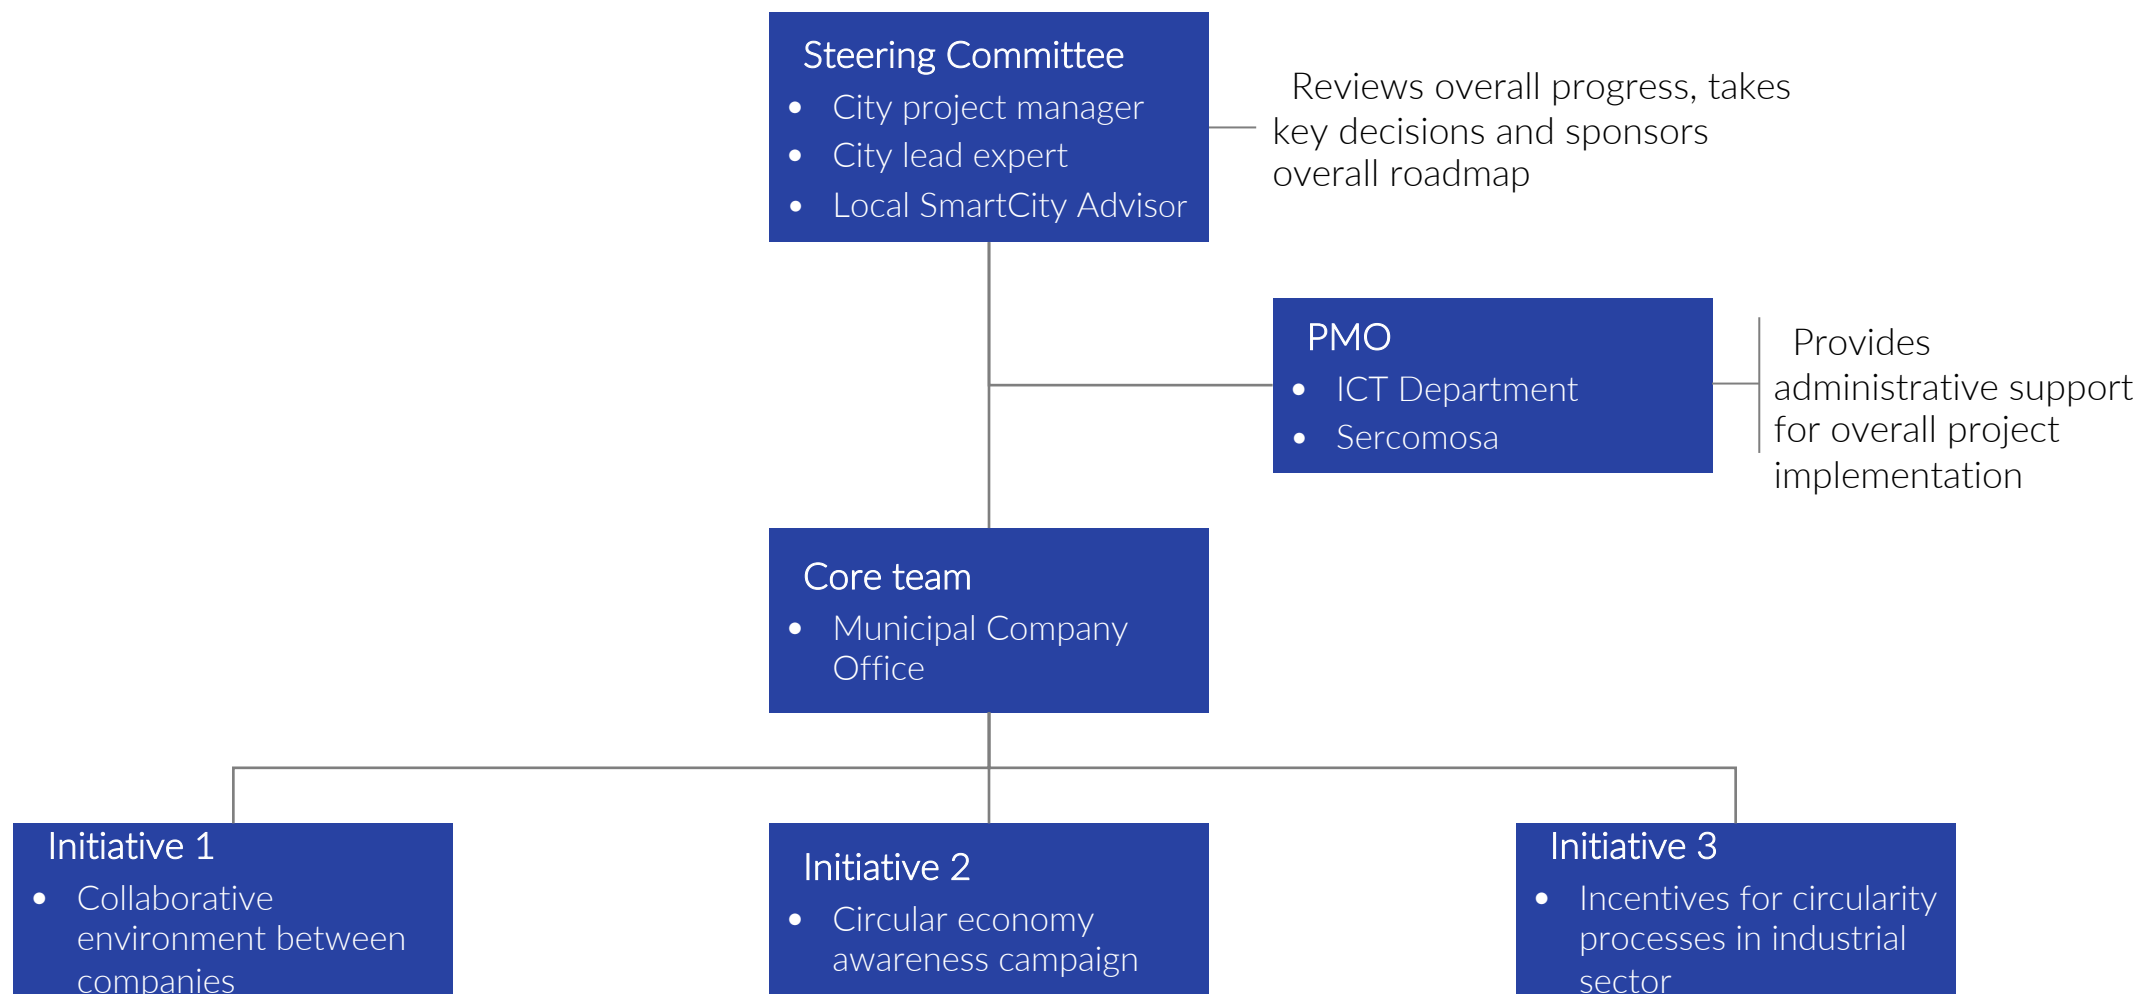 Steering Committee
• City project manager
• City lead expert
• Local SmartCity Advisor
Reviews overall progress, takes
key decisions and sponsors
overall roadmap
PMO
• ICT Department
• Sercomosa
Provides
administrative support
for overall project
implementation
Core team
• Municipal Company
Office
Initiative 1
• Collaborative
environment between
companies
Initiative 2
• Circular economy
awareness campaign
Initiative 3
• Incentives for circularity
processes in industrial
sector